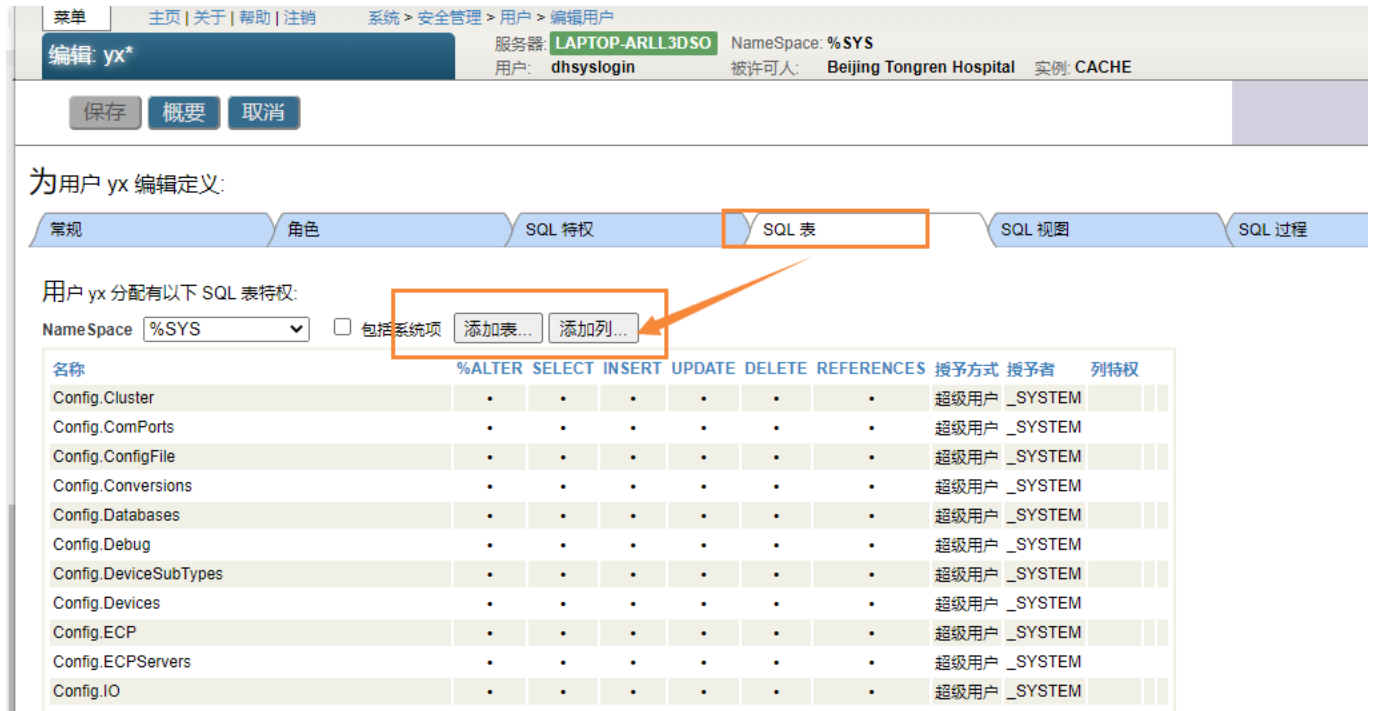 菜单 主页 | 关于 | 帮助 | 注销 系统 > 安全管理 > 用户 > 编辑用户
编辑: yx*
服务器: LAPTOP-ARLL3DSO NameSpace: %SYS
用户: dhsyslogin 被许可人: Beijing Tongren Hospital 实例: CACHE
保存 概要 取消
为用户 yx 编辑定义:
常规 角色 SQL 特权 SQL 表 SQL 视图 SQL 过程
用户 yx 分配有以下 SQL 表特权:
NameSpace %SYS 包括系统项 添加表... 添加列...
名称 %ALTER SELECT INSERT UPDATE DELETE REFERENCES 授予方式 授予者 列特权
Config.Cluster • • • • • • 超级用户 _SYSTEM
Config.ComPorts • • • • • • 超级用户 _SYSTEM
Config.ConfigFile • • • • • • 超级用户 _SYSTEM
Config.Conversions • • • • • • 超级用户 _SYSTEM
Config.Databases • • • • • • 超级用户 _SYSTEM
Config.Debug • • • • • • 超级用户 _SYSTEM
Config.DeviceSubTypes • • • • • • 超级用户 _SYSTEM
Config.Devices • • • • • • 超级用户 _SYSTEM
Config.ECP • • • • • • 超级用户 _SYSTEM
Config.ECPServers • • • • • • 超级用户 _SYSTEM
Config.IO • • • • • • 超级用户 _SYSTEM